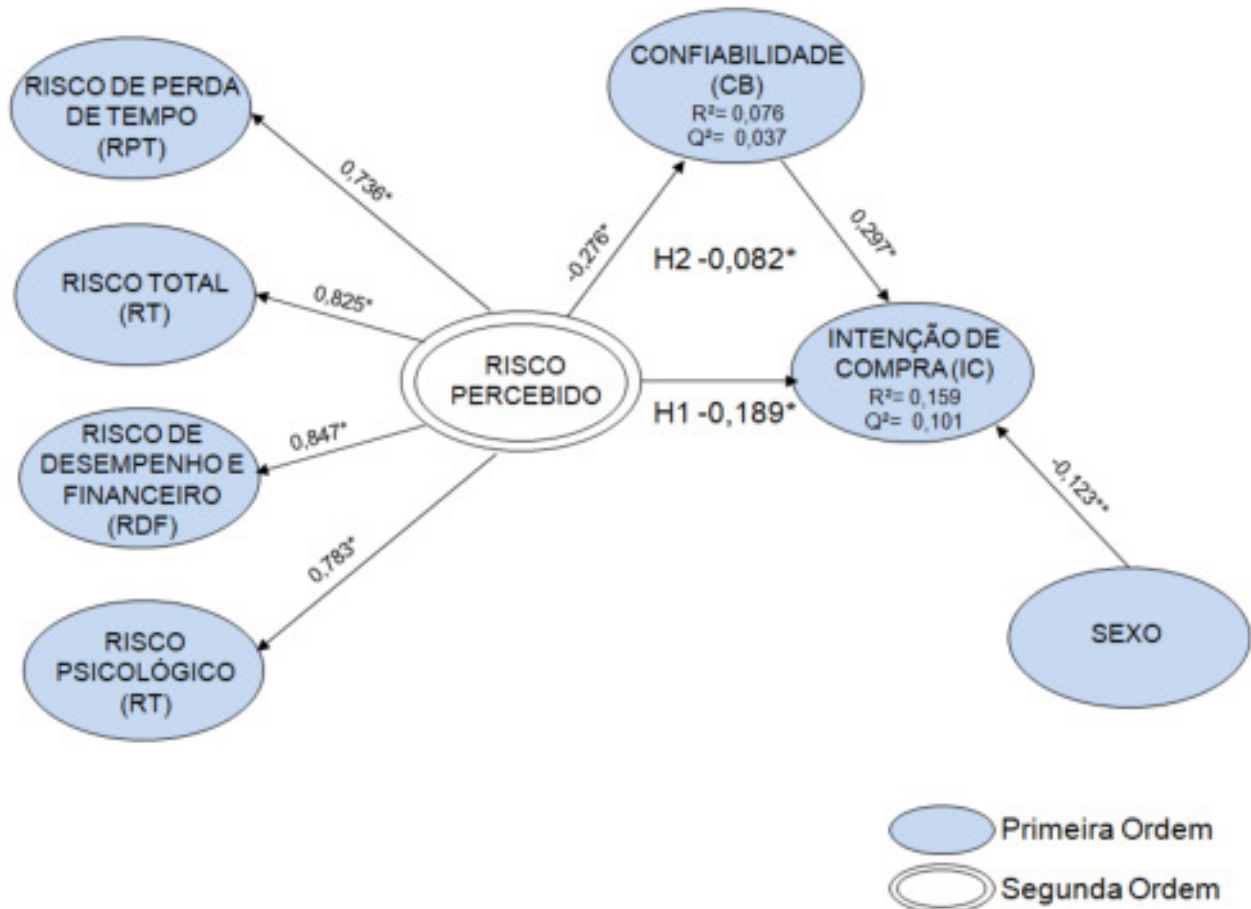 RISCO DE PERDA
DE TEMPO
(RPT)
RISCO TOTAL
(RT)
RISCO DE
DESEMPENHO E
FINANCEIRO
(RDF)
RISCO
PSICOLÓGICO
(RT)
0,736*
0,825*
0,847*
0,783*
RISCO
PERCEBIDO
-0,276*
CONFIABILIDADE
(CB)
R²= 0,076
Q²= 0,037
0,297*
H2 -0,082*
H1 -0,189*
INTENÇÃO DE
COMPRA (IC)
R²= 0,159
Q²= 0,101
-0,123**
SEXO
Primeira Ordem
Segunda Ordem